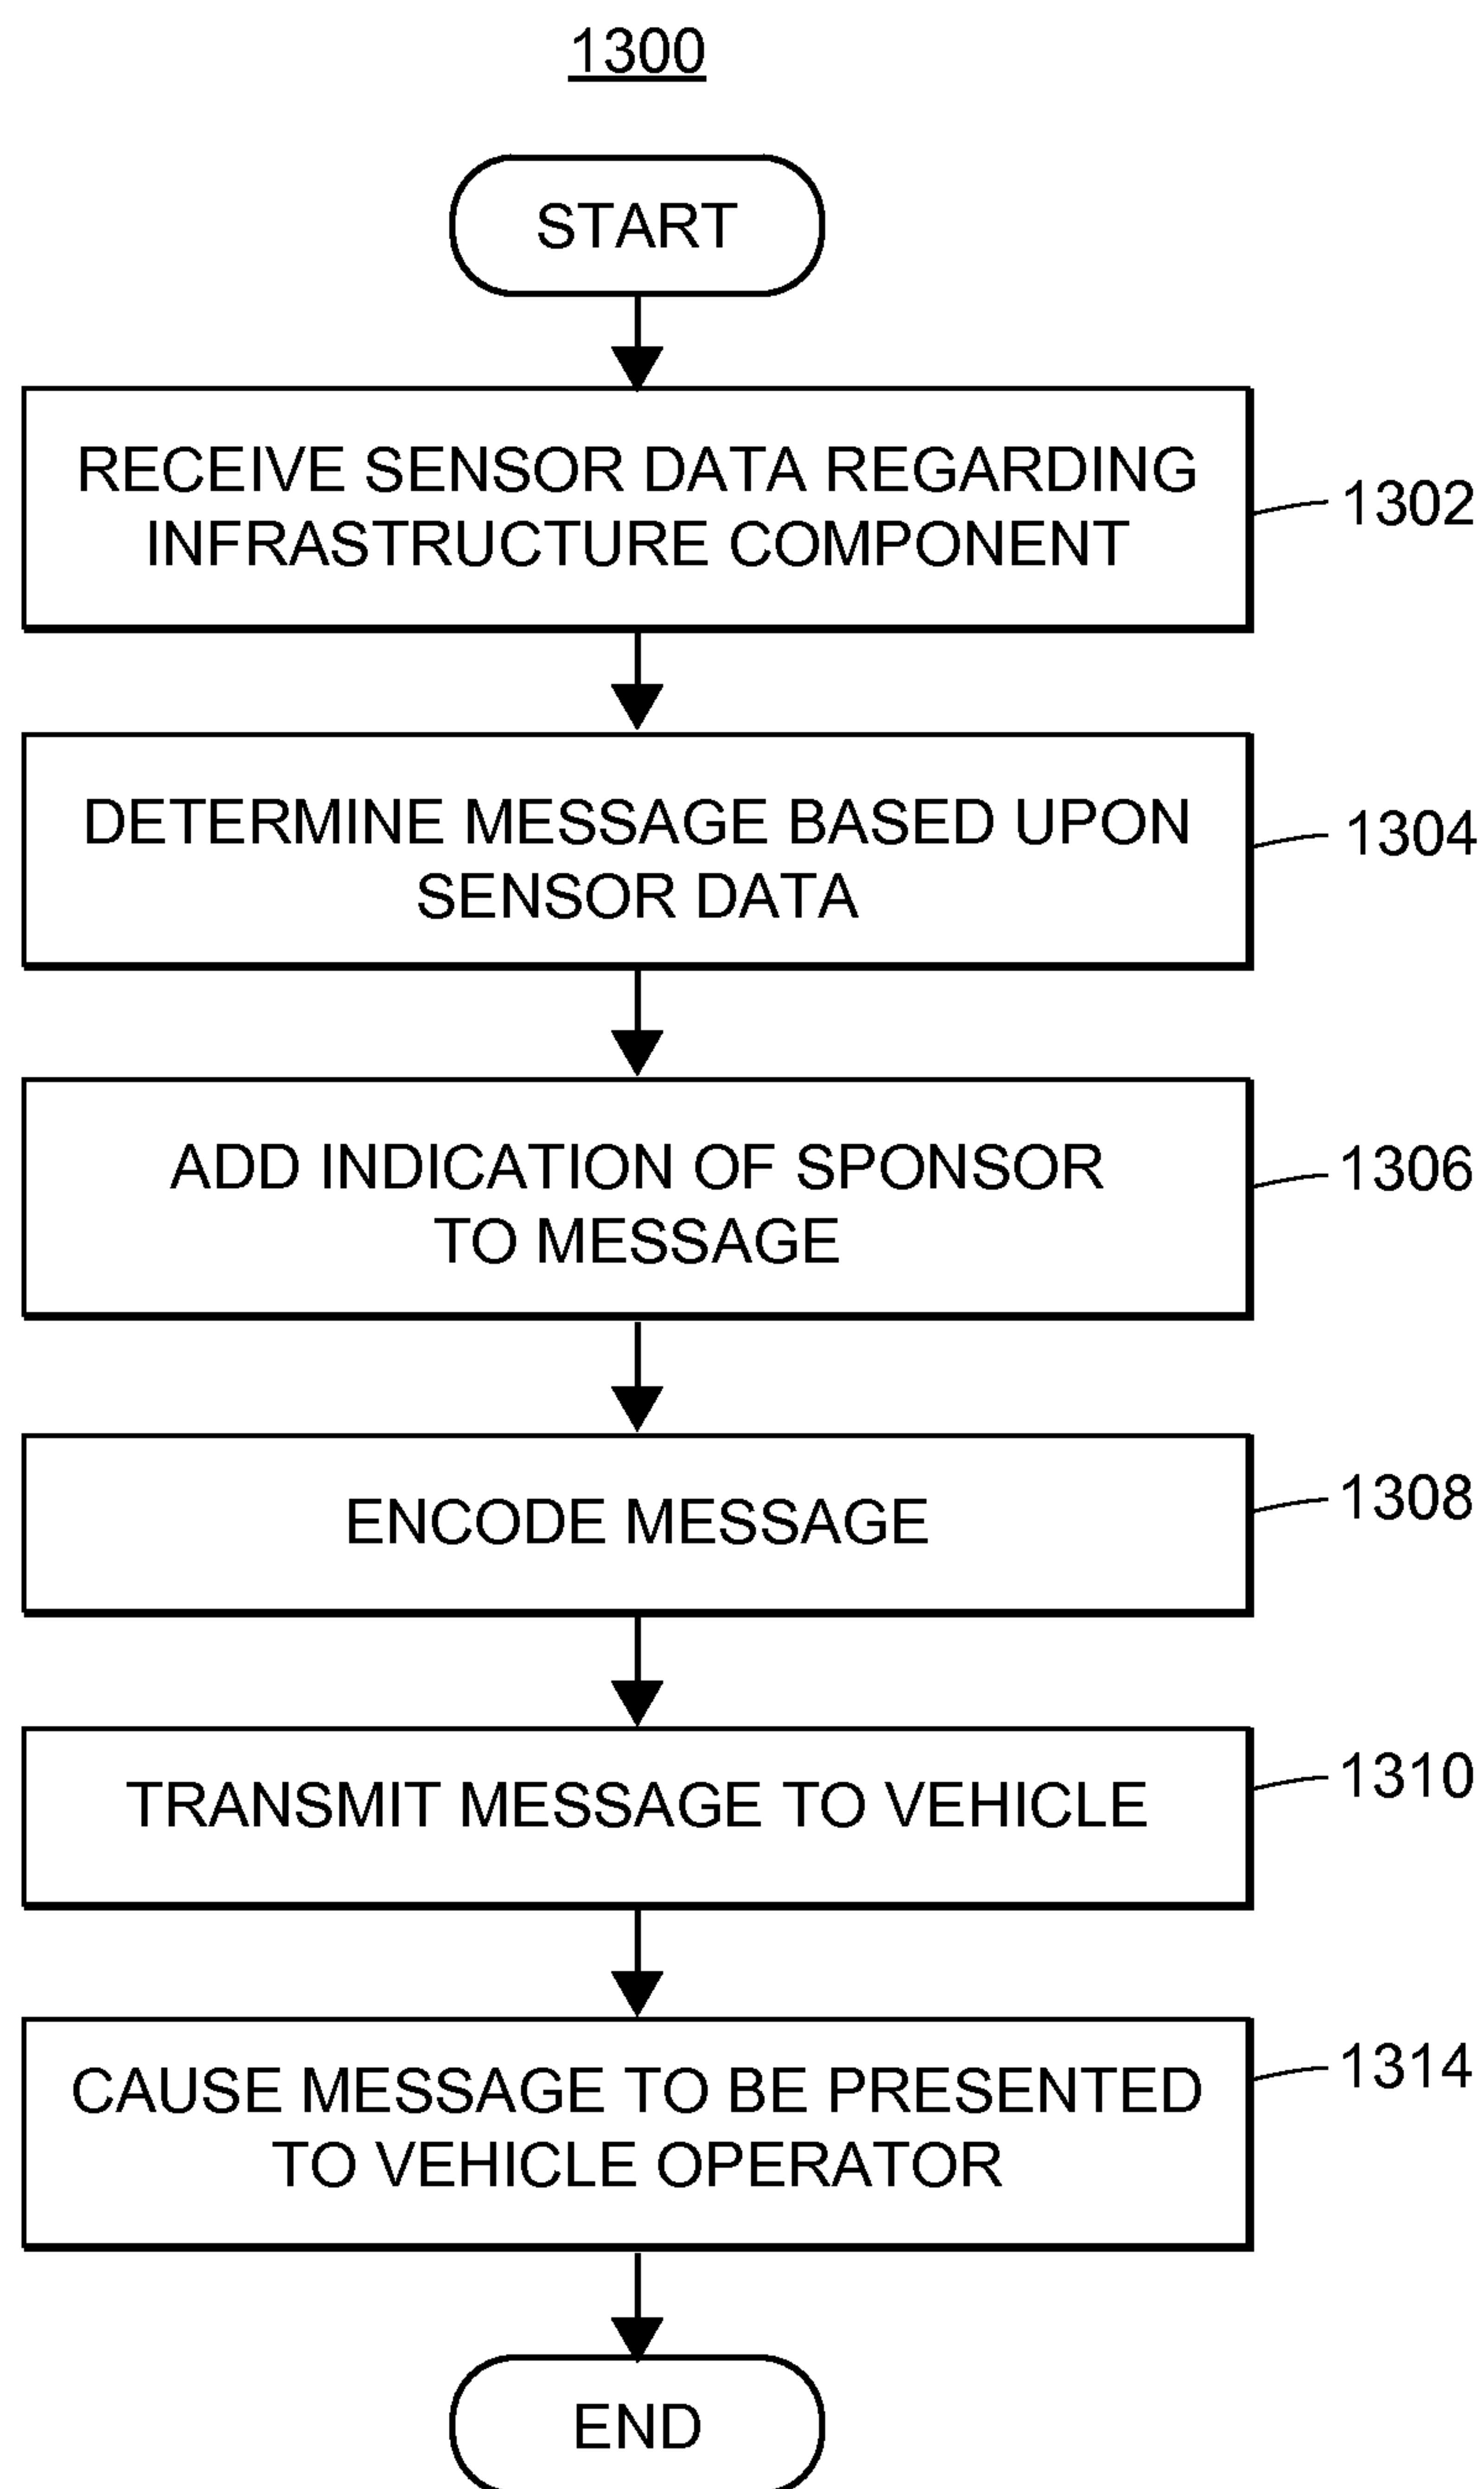 1300
START
RECEIVE SENSOR DATA REGARDING
INFRASTRUCTURE COMPONENT
1302
DETERMINE MESSAGE BASED UPON
SENSOR DATA
1304
ADD INDICATION OF SPONSOR
TO MESSAGE
1306
ENCODE MESSAGE
1308
TRANSMIT MESSAGE TO VEHICLE
1310
CAUSE MESSAGE TO BE PRESENTED
TO VEHICLE OPERATOR
1314
END